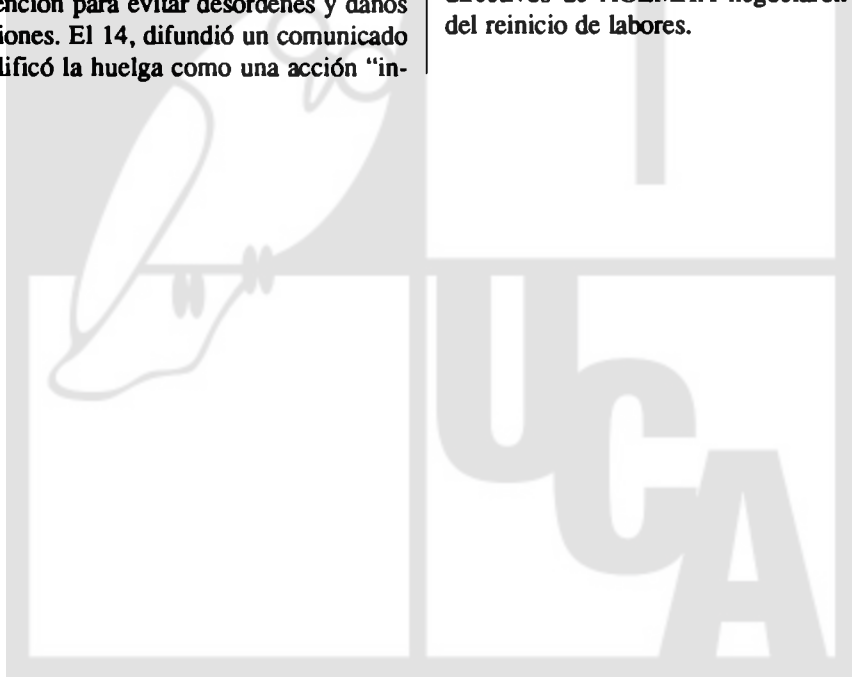 ención para evitar desórdenes y daños
iones. El 14, difundió un comunicado
lificó la huelga como una acción “in-
del reinicio de labores.
UCA